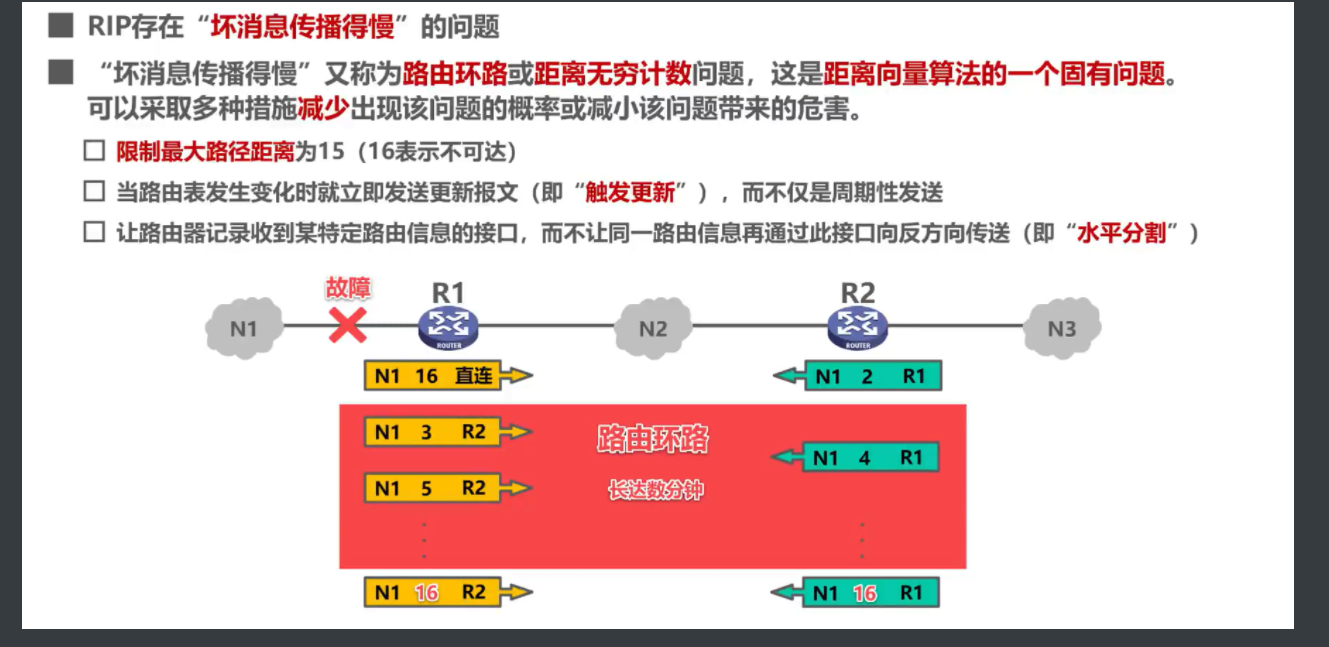 RIP存在“坏消息传播得慢”的问题
“坏消息传播得慢”又称为路由环路或距离无穷计数问题，这是距离向量算法的一个固有问题。
可以采取多种措施减少出现该问题的概率或减小该问题带来的危害。
限制最大路径距离为15（16表示不可达）
当路由表发生变化时就立即发送更新报文（即“触发更新”），而不仅是周期性发送
让路由器记录收到某特定路由信息的接口，而不让同一路由信息再通过此接口向反方向传送（即“水平分割”）
故障 R1 R2
N1 N2 N3
ROUTER ROUTER
N1 16 直连 N1 2 R1
N1 3 R2 路由环路
N1 4 R1
N1 5 R2 长达数分钟
N1 16 R2 N1 16 R1